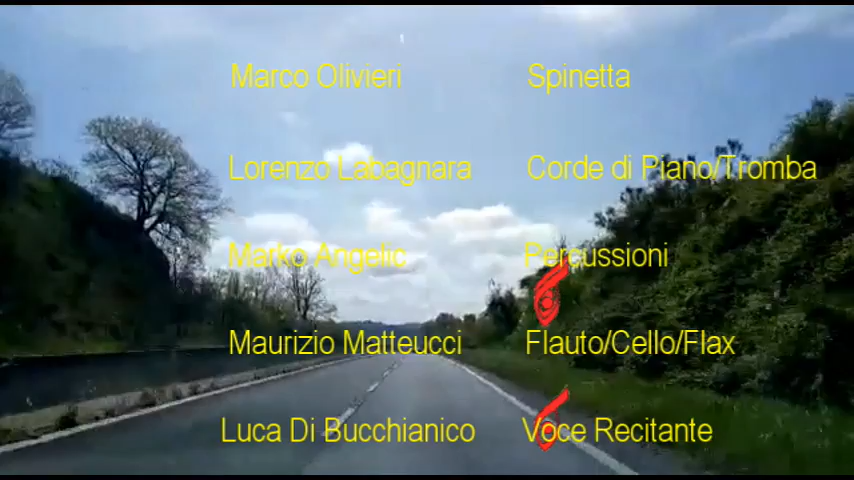 Marco Olivieri Spinetta
Lorenzo Labagnara Corde di Piano/Tromba
Marko Angelic Percussioni
Maurizio Matteucci Flauto/Cello/Flax
Luca Di Bucchianico Voce Recitante